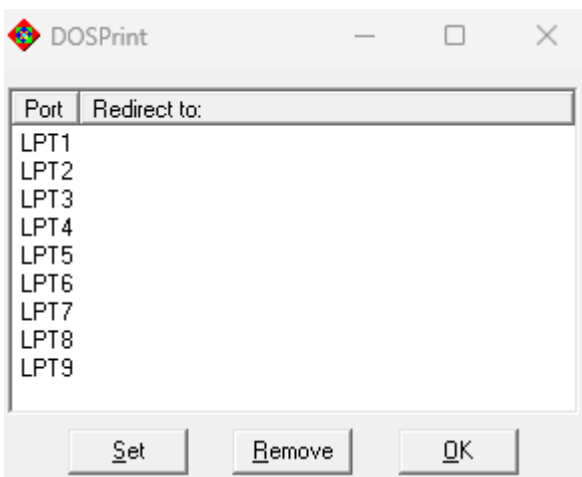 DOSPrint
Port Redirect to:
LPT1
LPT2
LPT3
LPT4
LPT5
LPT6
LPT7
LPT8
LPT9
Set Remove OK